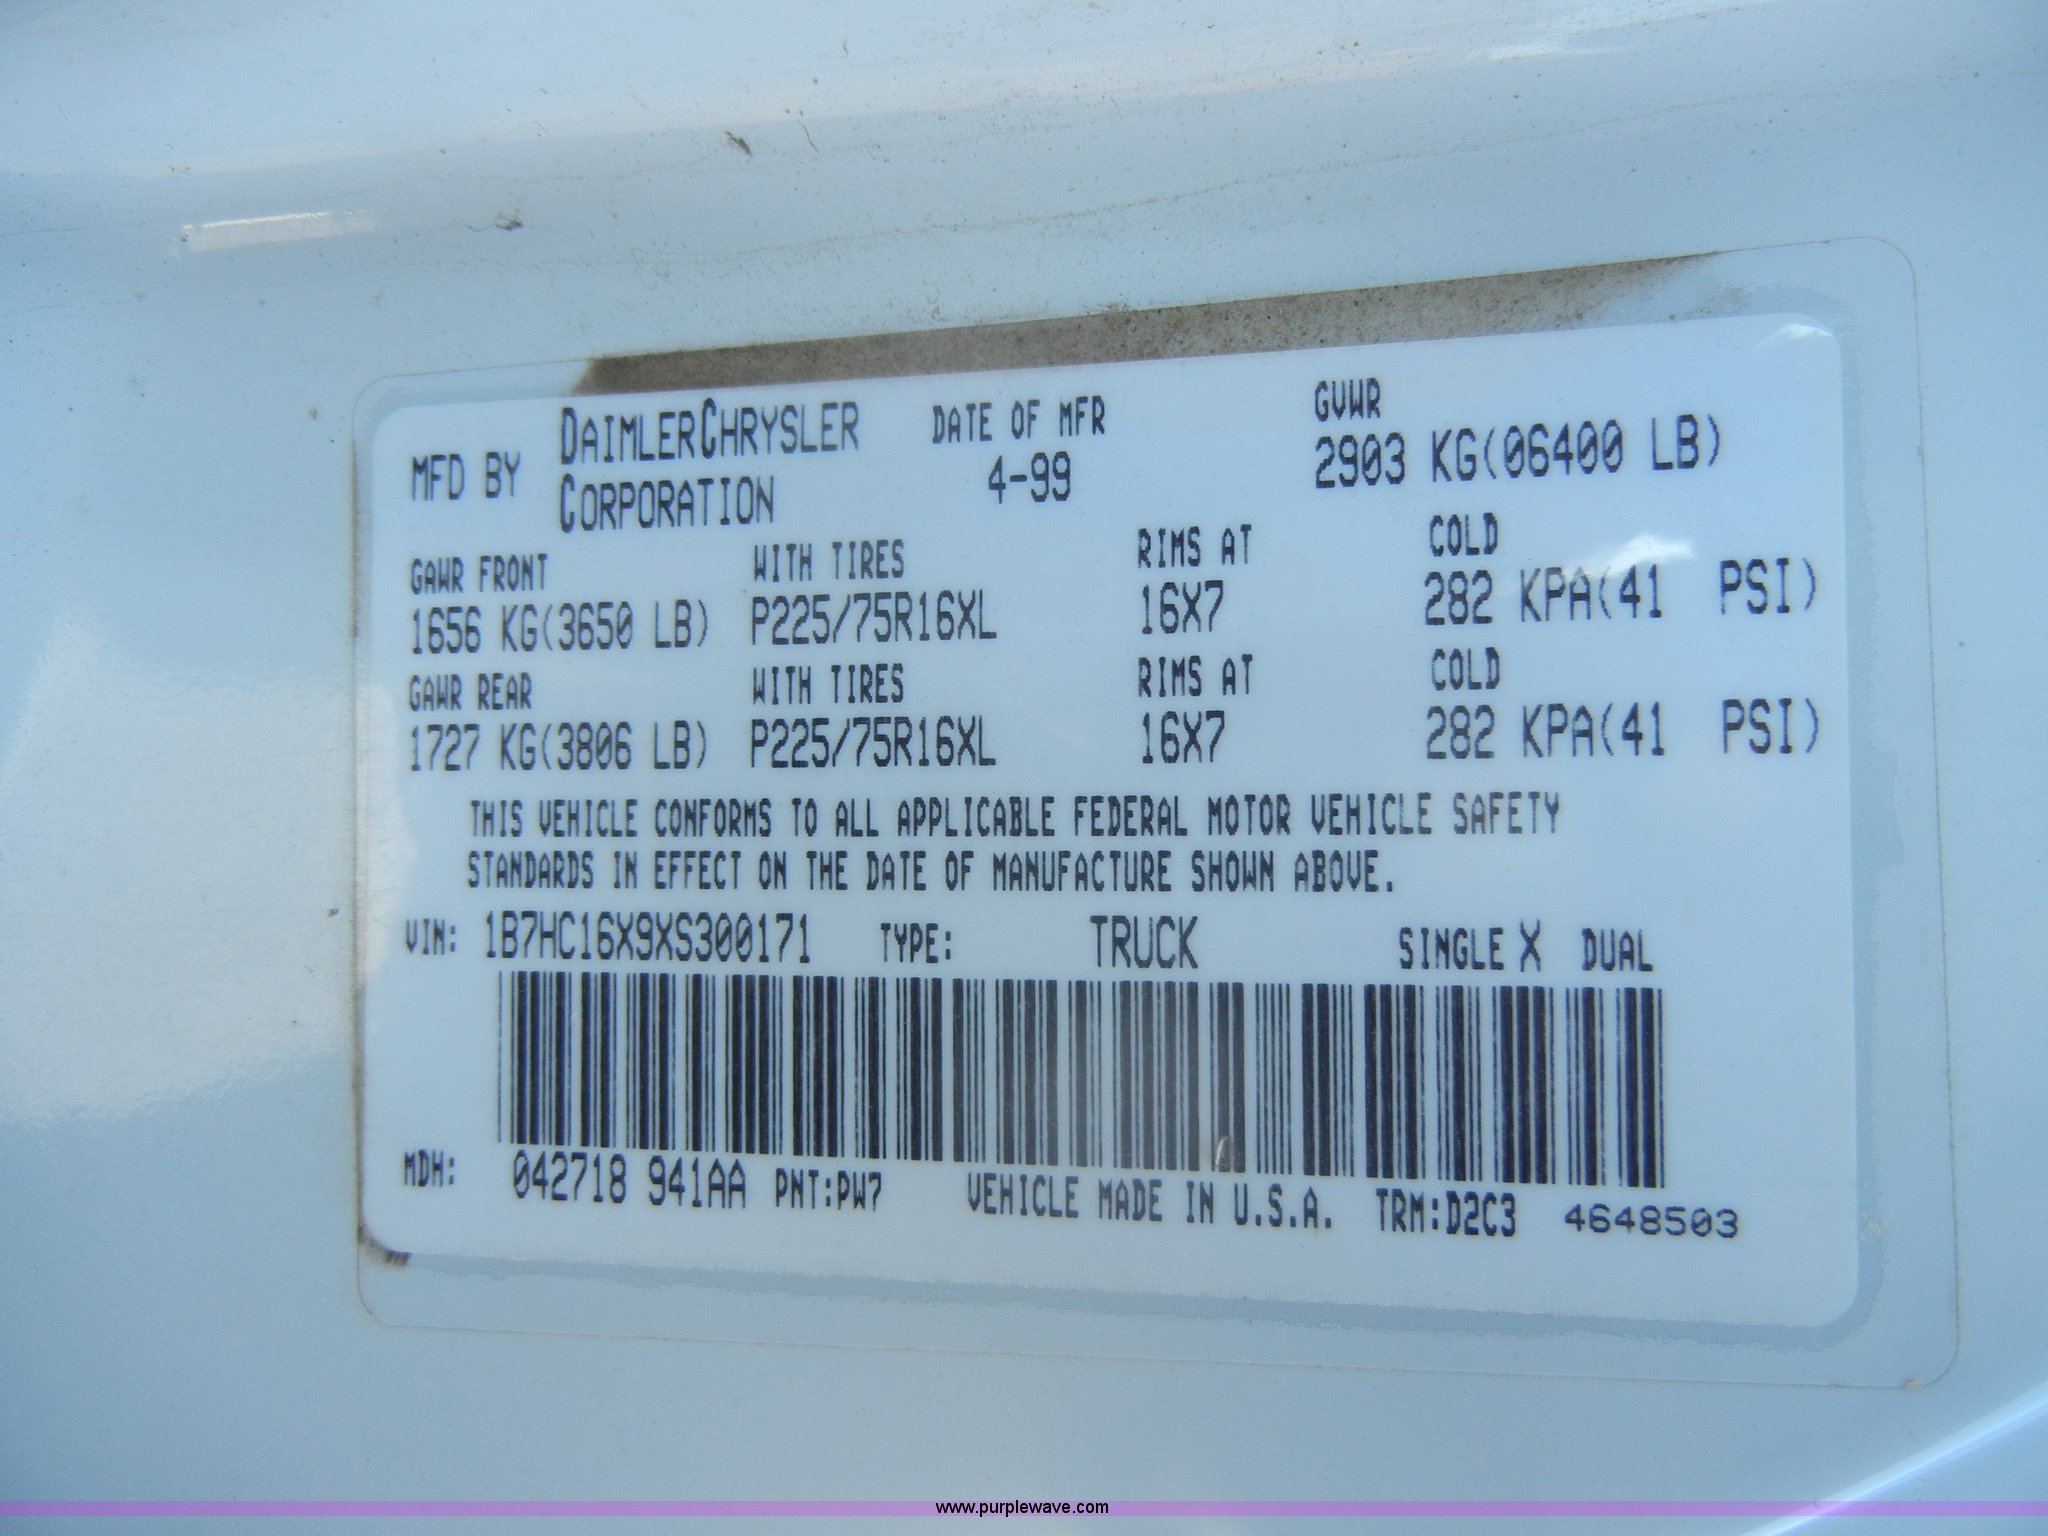 MFD BY DAIMLERCHRYSLER CORPORATION DATE OF MFR 4-99 GVWR 2903 KG(06400 LB)
GAWR FRONT WITH TIRES RIMS AT COLD
1656 KG(3650 LB) P225/75R16XL 16X7 282 KPA(41 PSI)
GAWR REAR WITH TIRES RIMS AT COLD
1727 KG(3806 LB) P225/75R16XL 16X7 282 KPA(41 PSI)
THIS VEHICLE CONFORMS TO ALL APPLICABLE FEDERAL MOTOR VEHICLE SAFETY
STANDARDS IN EFFECT ON THE DATE OF MANUFACTURE SHOWN ABOVE.
VIN: 1B7HC16X9XS300171 TYPE: TRUCK SINGLE X DUAL
MDH: 042718 941AA PNT:PW7 VEHICLE MADE IN U.S.A. TRM:D2C3 4648503
www.purplewave.com